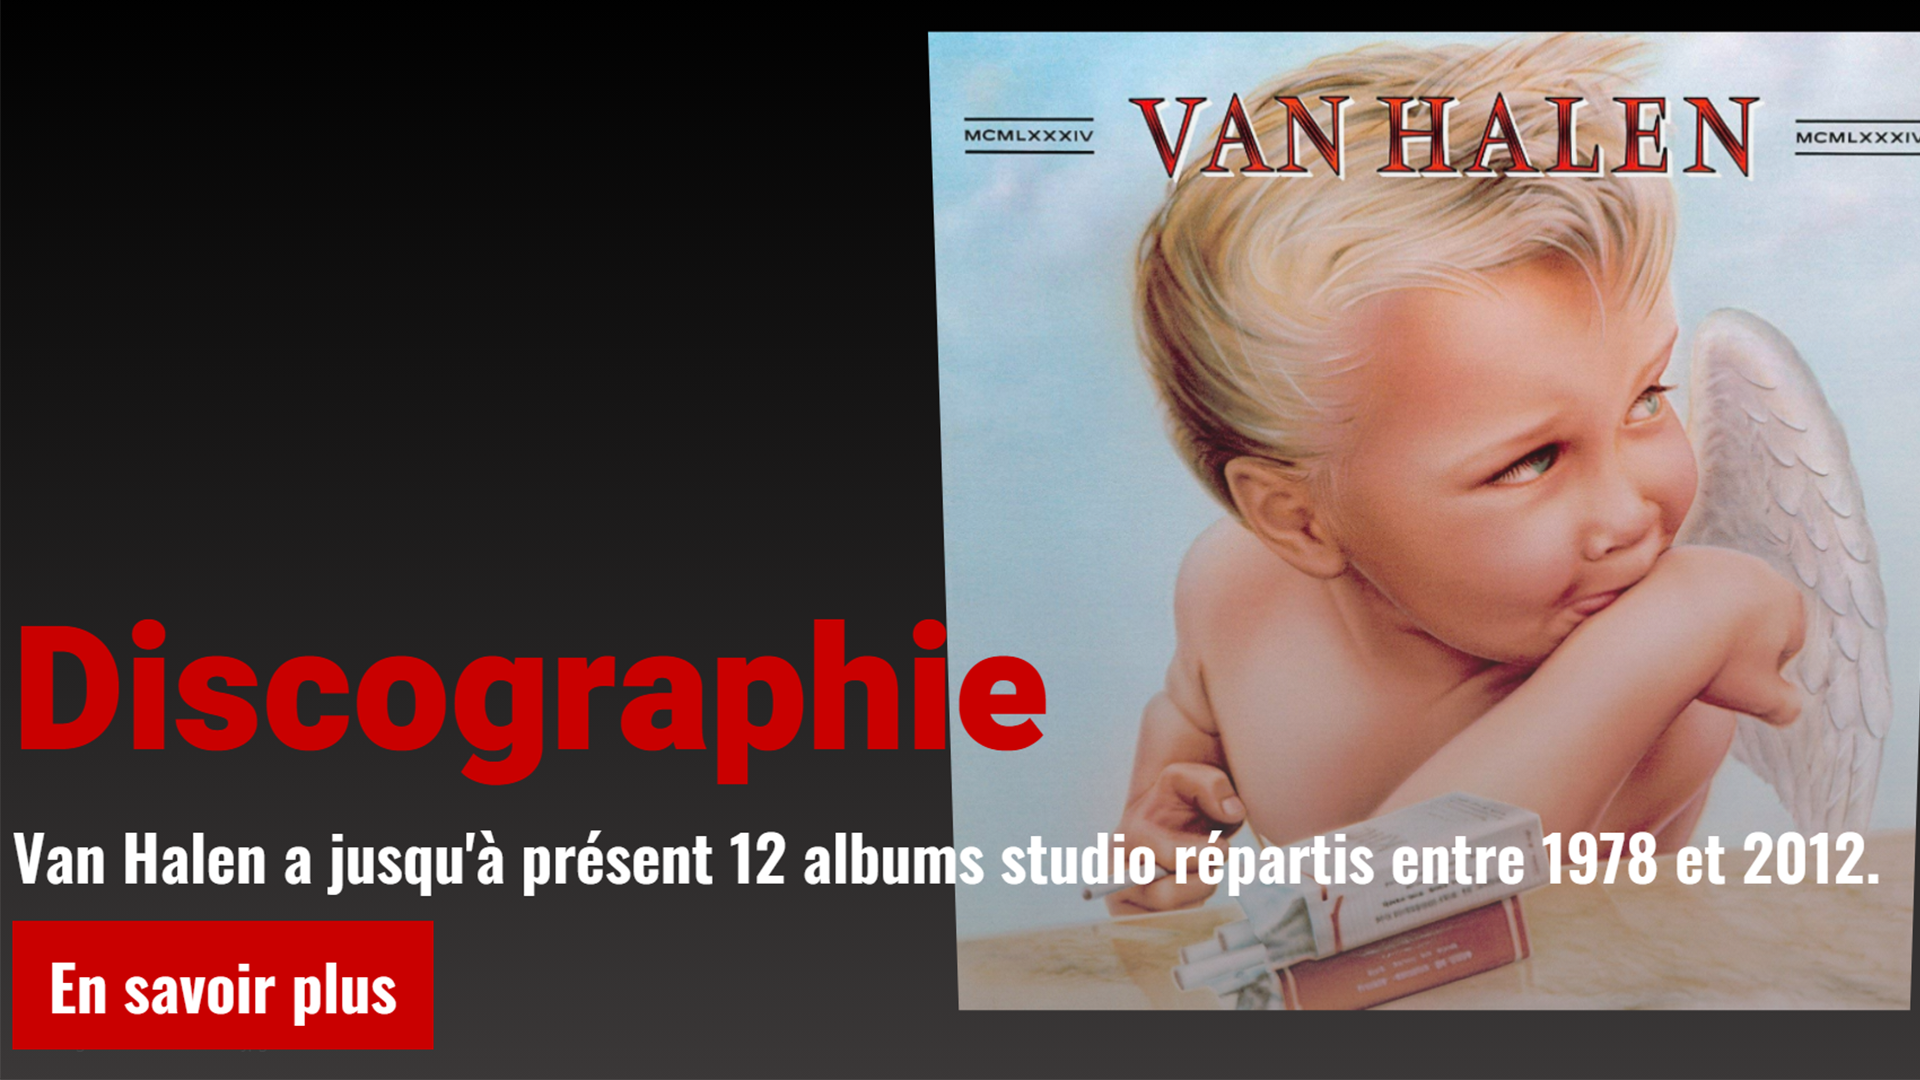 MCMLXXXIV VAN HALEN MCMLXXXIV
Discographie
Van Halen a jusqu'à présent 12 albums studio répartis entre 1978 et 2012.
En savoir plus